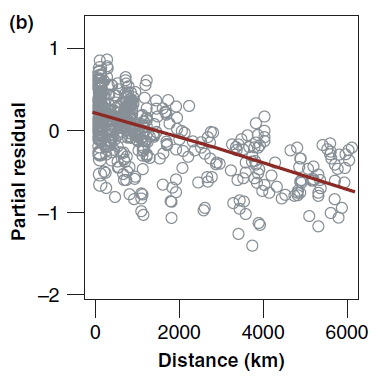 (b)
Partial residual
1
0
−1
−2
0 2000 4000 6000
Distance (km)